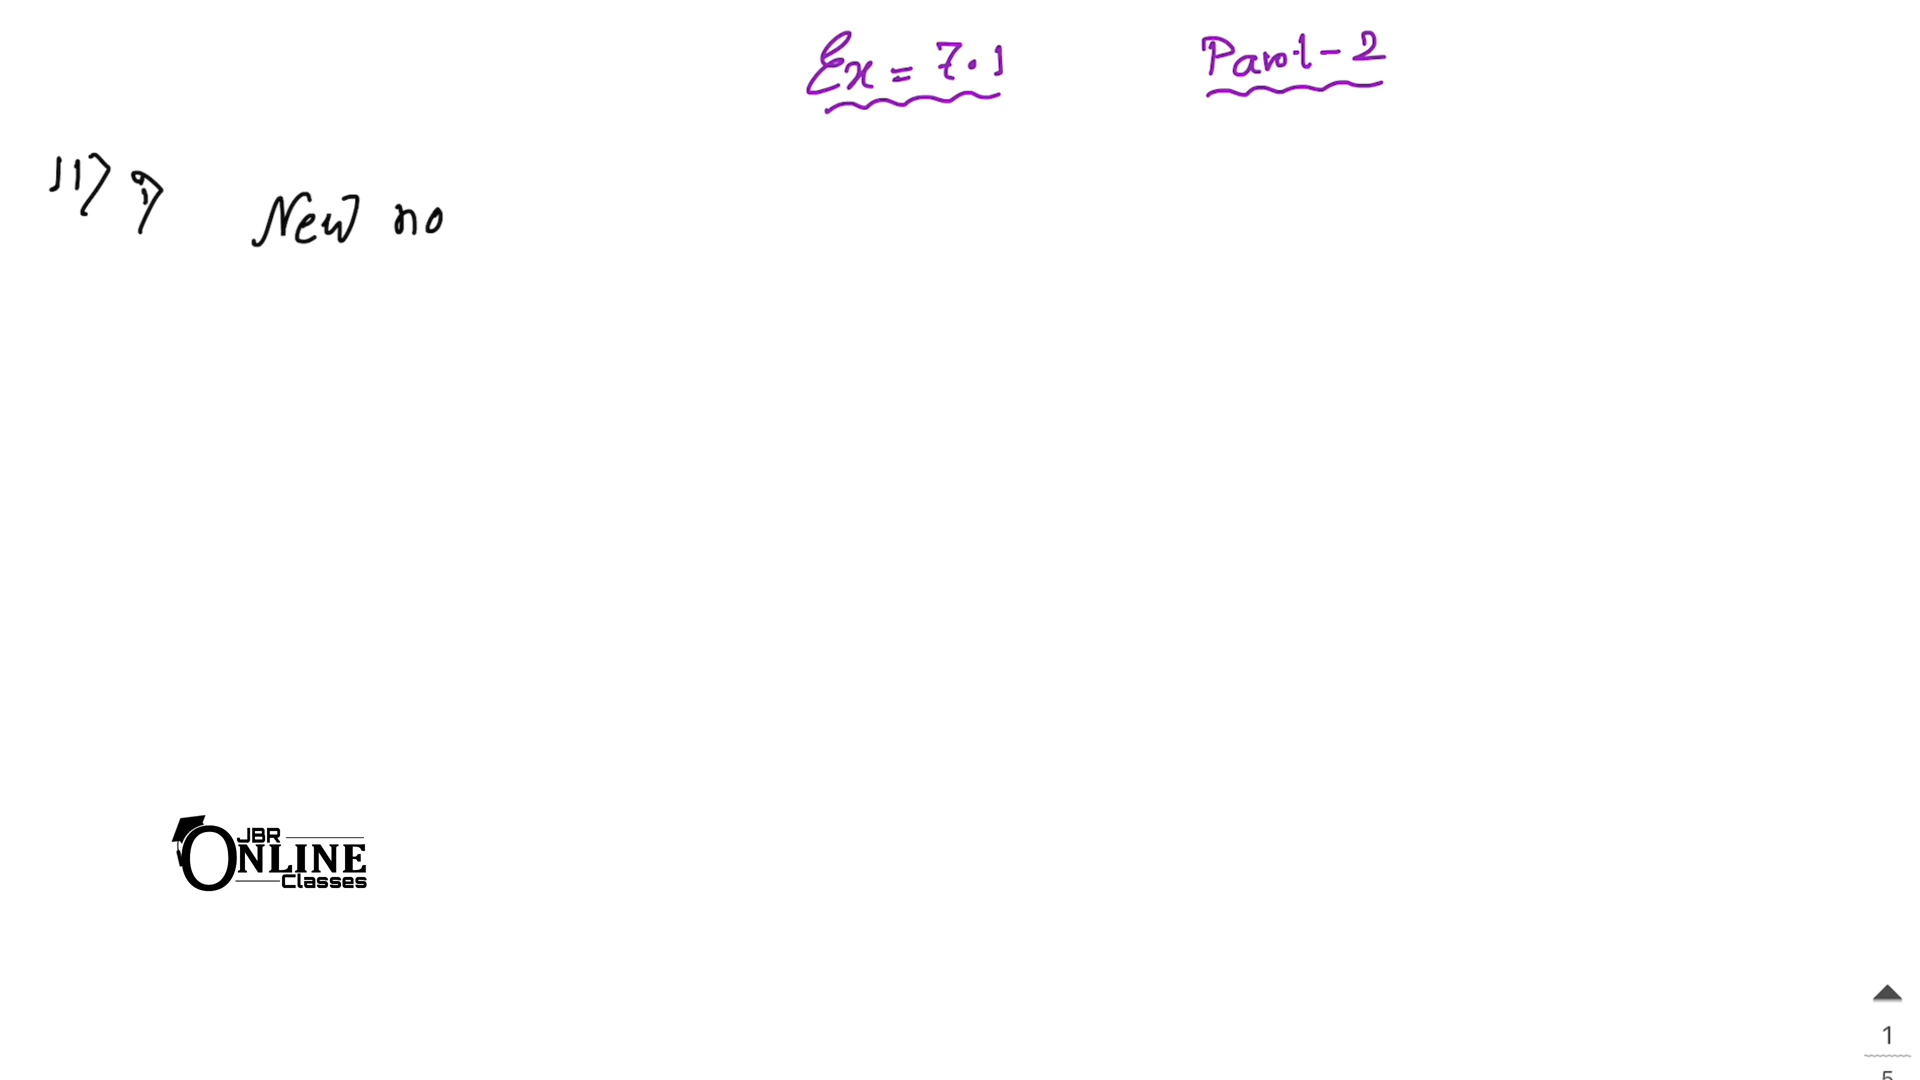 Ex = 7.1 Part-2
11) i) New no
JBR
ONLINE
Classes
1
5